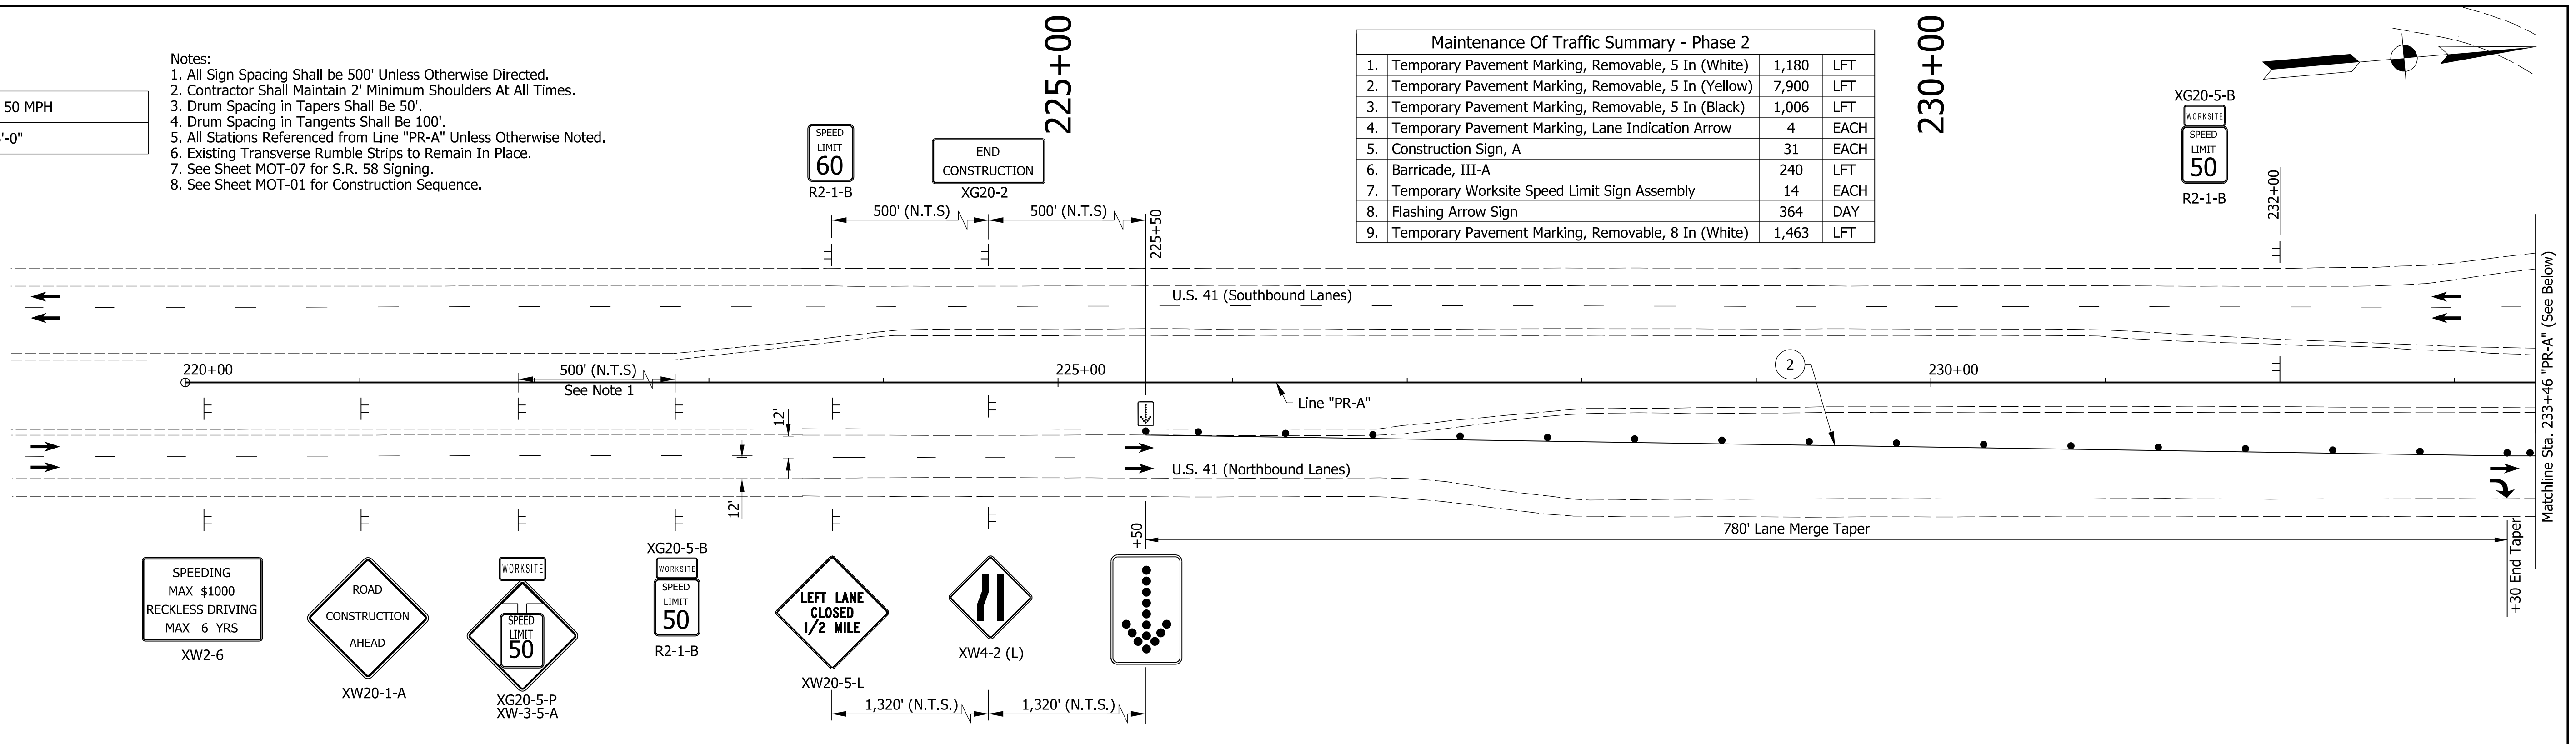 50 MPH
'-0"
Notes:
1. All Sign Spacing Shall be 500' Unless Otherwise Directed.
2. Contractor Shall Maintain 2' Minimum Shoulders At All Times.
3. Drum Spacing in Tapers Shall Be 50'.
4. Drum Spacing in Tangents Shall Be 100'.
5. All Stations Referenced from Line "PR-A" Unless Otherwise Noted.
6. Existing Transverse Rumble Strips to Remain In Place.
7. See Sheet MOT-07 for S.R. 58 Signing.
8. See Sheet MOT-01 for Construction Sequence.
SPEED
LIMIT
60
R2-1-B
END
CONSTRUCTION
XG20-2
225+00
Maintenance Of Traffic Summary - Phase 2
1. Temporary Pavement Marking, Removable, 5 In (White) 1,180 LFT
2. Temporary Pavement Marking, Removable, 5 In (Yellow) 7,900 LFT
3. Temporary Pavement Marking, Removable, 5 In (Black) 1,006 LFT
4. Temporary Pavement Marking, Lane Indication Arrow 4 EACH
5. Construction Sign, A 31 EACH
6. Barricade, III-A 240 LFT
7. Temporary Worksite Speed Limit Sign Assembly 14 EACH
8. Flashing Arrow Sign 364 DAY
9. Temporary Pavement Marking, Removable, 8 In (White) 1,463 LFT
230+00
XG20-5-B
WORKSITE
SPEED
LIMIT
50
R2-1-B
232+00
500' (N.T.S)
500' (N.T.S)
225+50
U.S. 41 (Southbound Lanes)
220+00
500' (N.T.S)
See Note 1
225+00
Line "PR-A"
2
230+00
12'
12'
U.S. 41 (Northbound Lanes)
Matchline Sta. 233+46 "PR-A" (See Below)
+50
780' Lane Merge Taper
+30 End Taper
SPEEDING
MAX $1000
RECKLESS DRIVING
MAX 6 YRS
XW2-6
ROAD
CONSTRUCTION
AHEAD
XW20-1-A
WORKSITE
SPEED
LIMIT
50
XG20-5-P
XW-3-5-A
XG20-5-B
WORKSITE
SPEED
LIMIT
50
R2-1-B
LEFT LANE
CLOSED
1/2 MILE
XW20-5-L
XW4-2 (L)
1,320' (N.T.S.)
1,320' (N.T.S.)